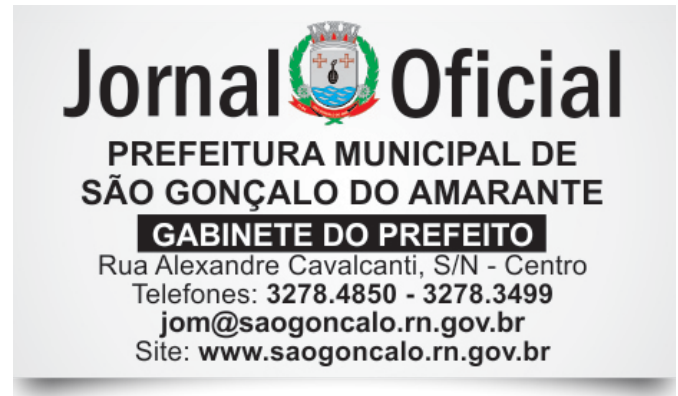 Jornal Oficial
PREFEITURA MUNICIPAL DE
SÃO GONÇALO DO AMARANTE
GABINETE DO PREFEITO
Rua Alexandre Cavalcanti, S/N - Centro
Telefones: 3278.4850 - 3278.3499
jom@saogoncalo.rn.gov.br
Site: www.saogoncalo.rn.gov.br